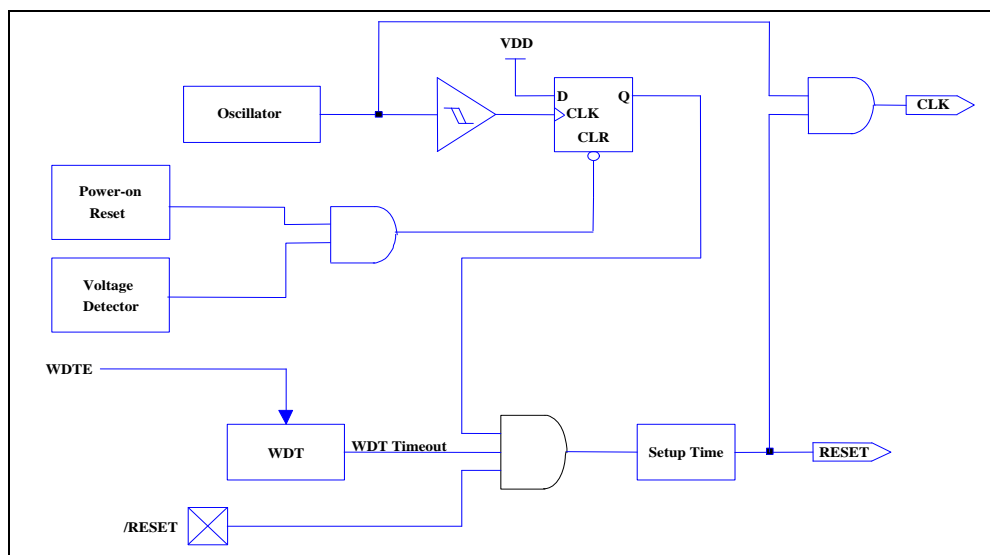 VDD
D
Q
Oscillator
CLK
CLR
CLK
Power-on
Reset
Voltage
Detector
WDTE
WDT
WDT Timeout
Setup Time
RESET
/RESET